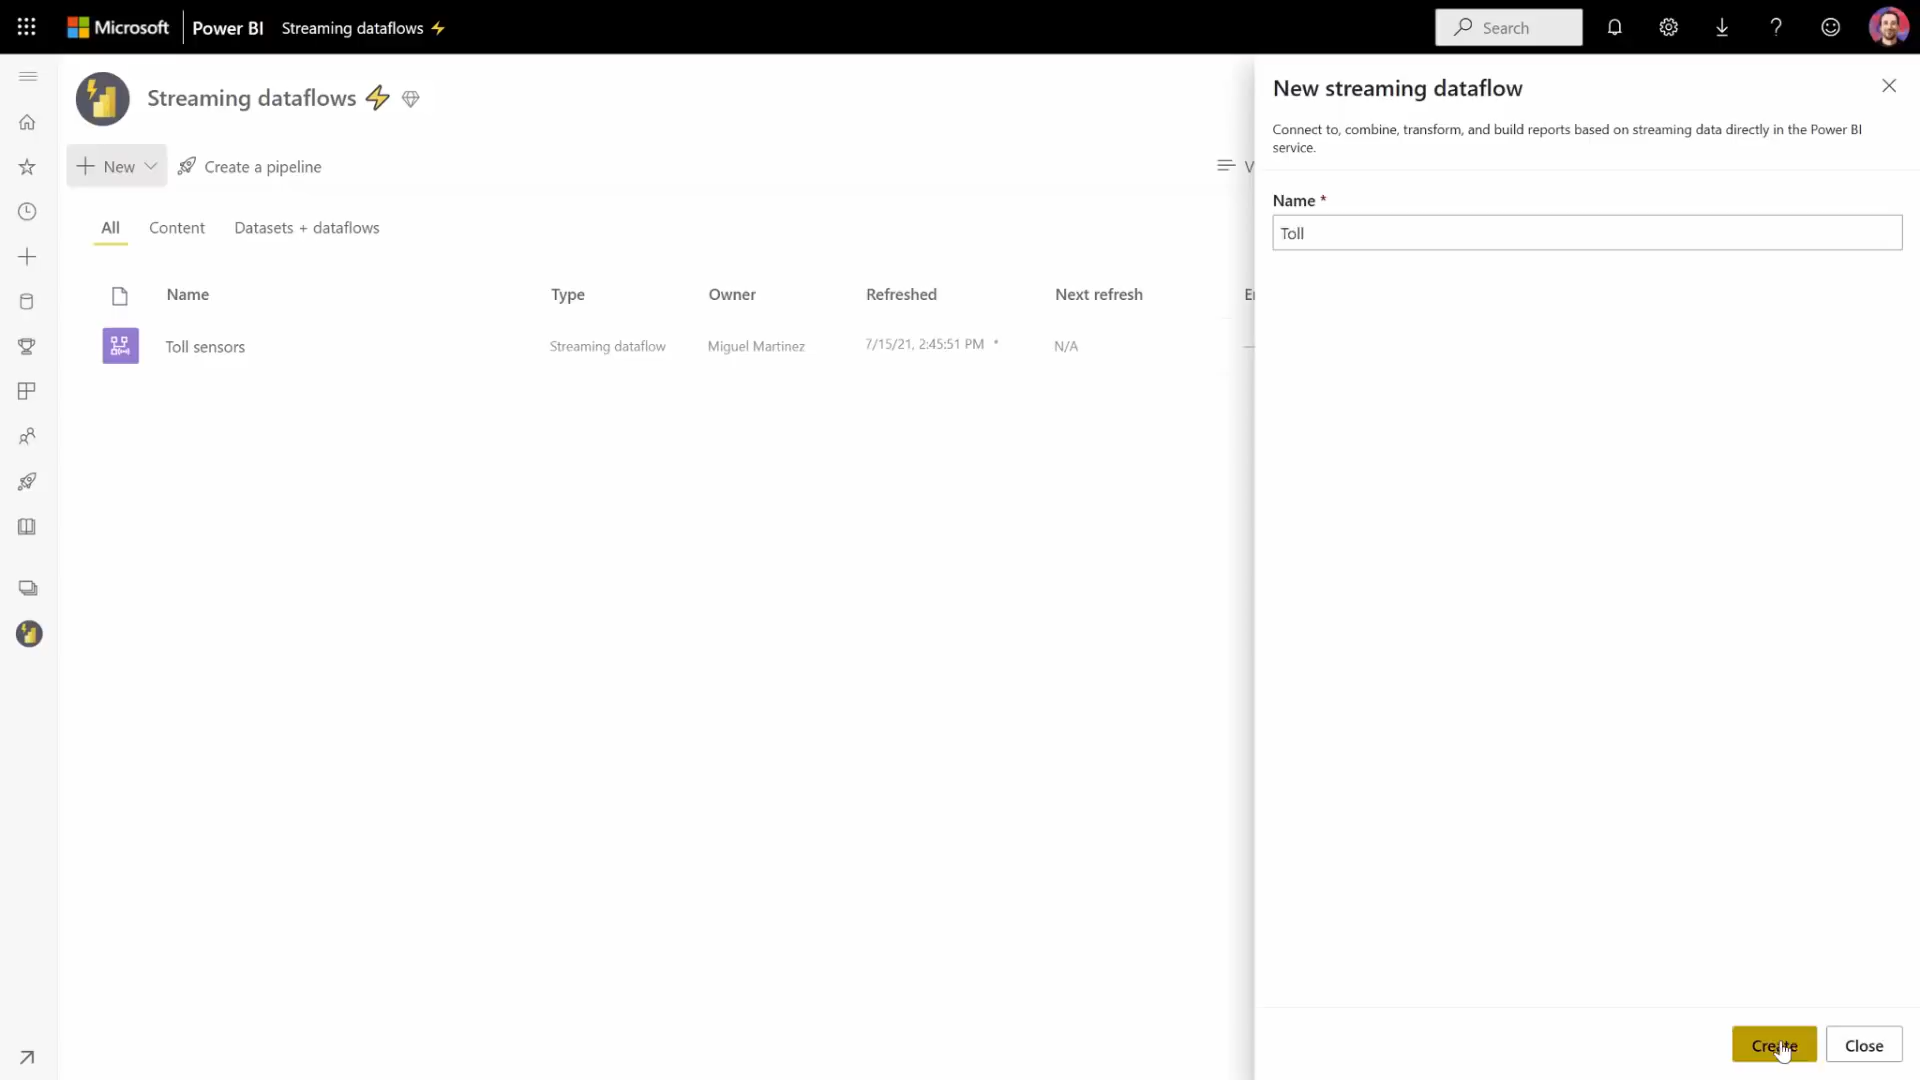 Microsoft Power BI Streaming dataflows ⚡ Search
Streaming dataflows ⚡
New Create a pipeline
All Content Datasets + dataflows
Name Type Owner Refreshed Next refresh
Toll sensors Streaming dataflow Miguel Martinez 7/15/21, 2:45:51 PM N/A —
New streaming dataflow
Connect to, combine, transform, and build reports based on streaming data directly in the Power BI
service.
Name *
Toll
Create Close